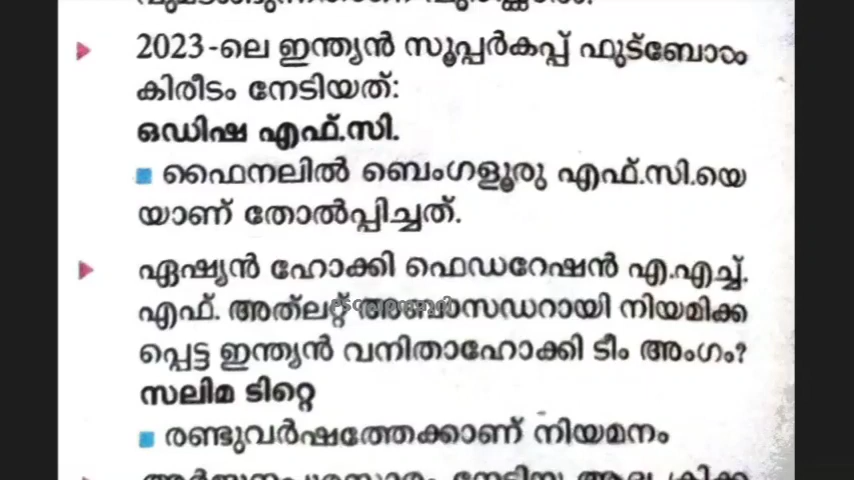 2023-ലെ ഇന്ത്യൻ സൂപ്പർകപ്പ് ഫുട്ബോൾ
കിരീടം നേടിയത്:
ഒഡിഷ എഫ്.സി.
ഫൈനലിൽ ബെംഗളൂരു എഫ്.സി.യെ
യാണ് തോൽപ്പിച്ചത്.
ഏഷ്യൻ ഹോക്കി ഫെഡറേഷൻ എ.എച്ച്.
എഫ്. അത്‌ലറ്റ് അംബാസഡറായി നിയമിക്ക
പ്പെട്ട ഇന്ത്യൻ വനിതാഹോക്കി ടീം അംഗം?
സലിമ ടിറ്റെ
രണ്ടുവർഷത്തേക്കാണ് നിയമനം